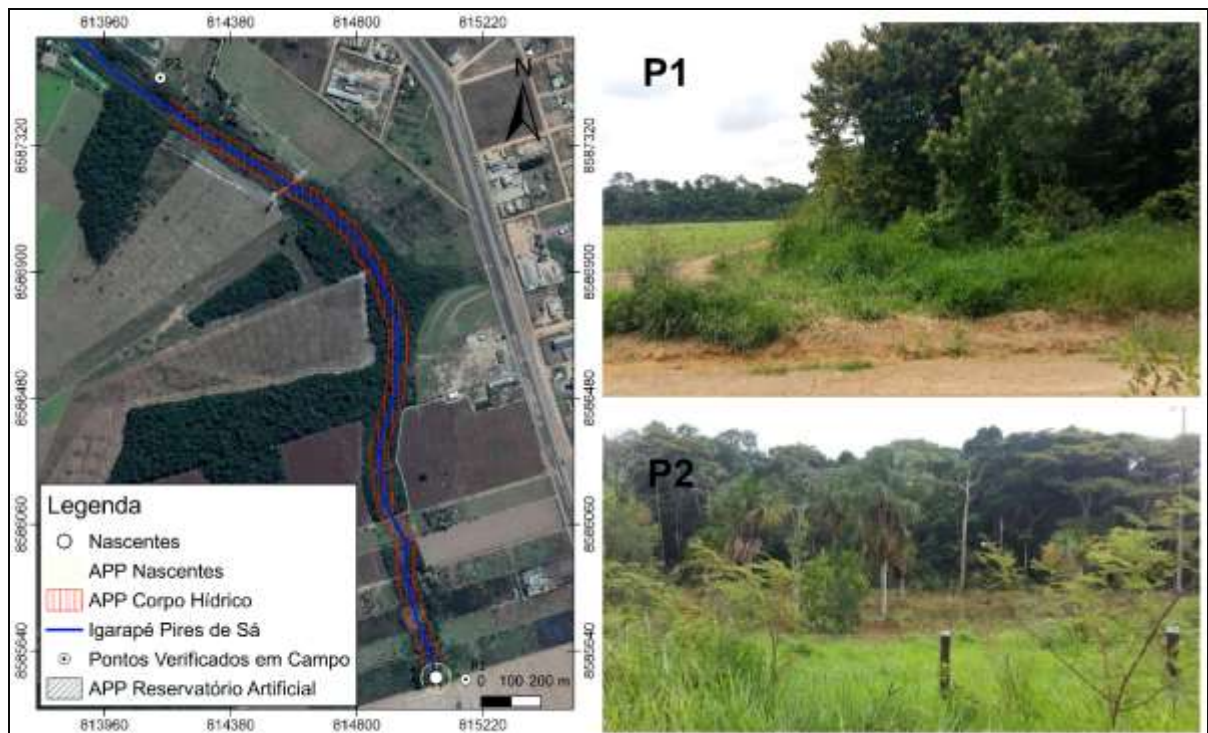 813960 814380 814800 815220
P2
N
8587320 8587320
8586900 8586900
8586480 8586480
8586060 8586060
8585640 8585640
Legenda
Nascentes
APP Nascentes
APP Corpo Hídrico
Igarapé Pires de Sá
Pontos Verificados em Campo
APP Reservatório Artificial
P1
0 100 200 m
813960 814380 814800 815220
P1
P2